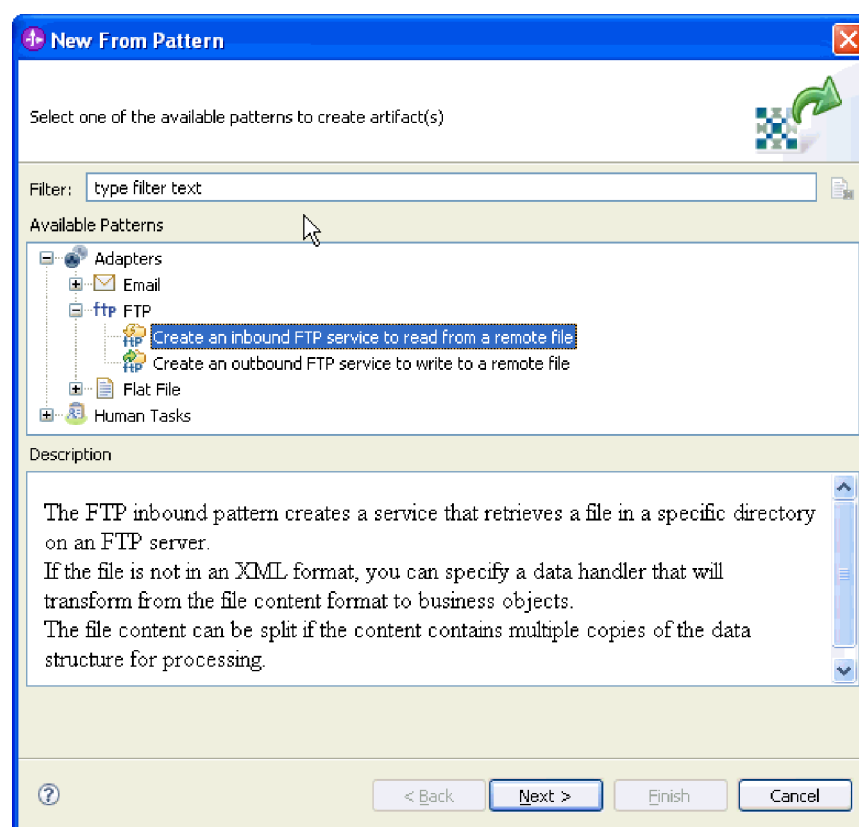 New From Pattern
Select one of the available patterns to create artifact(s)
Filter: type filter text
Available Patterns
Adapters
Email
ftp FTP
ftp Create an inbound FTP service to read from a remote file
ftp Create an outbound FTP service to write to a remote file
Flat File
Human Tasks
Description
The FTP inbound pattern creates a service that retrieves a file in a specific directory
on an FTP server.
If the file is not in an XML format, you can specify a data handler that will
transform from the file content format to business objects.
The file content can be split if the content contains multiple copies of the data
structure for processing.
? < Back Next > Finish Cancel